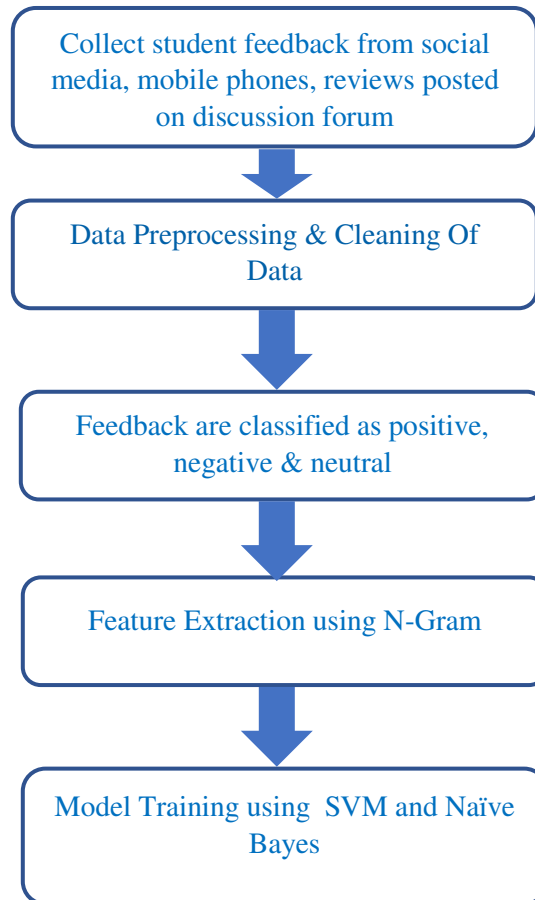 Collect student feedback from social
media, mobile phones, reviews posted
on discussion forum
Data Preprocessing & Cleaning Of
Data
Feedback are classified as positive,
negative & neutral
Feature Extraction using N-Gram
Model Training using SVM and Naïve
Bayes